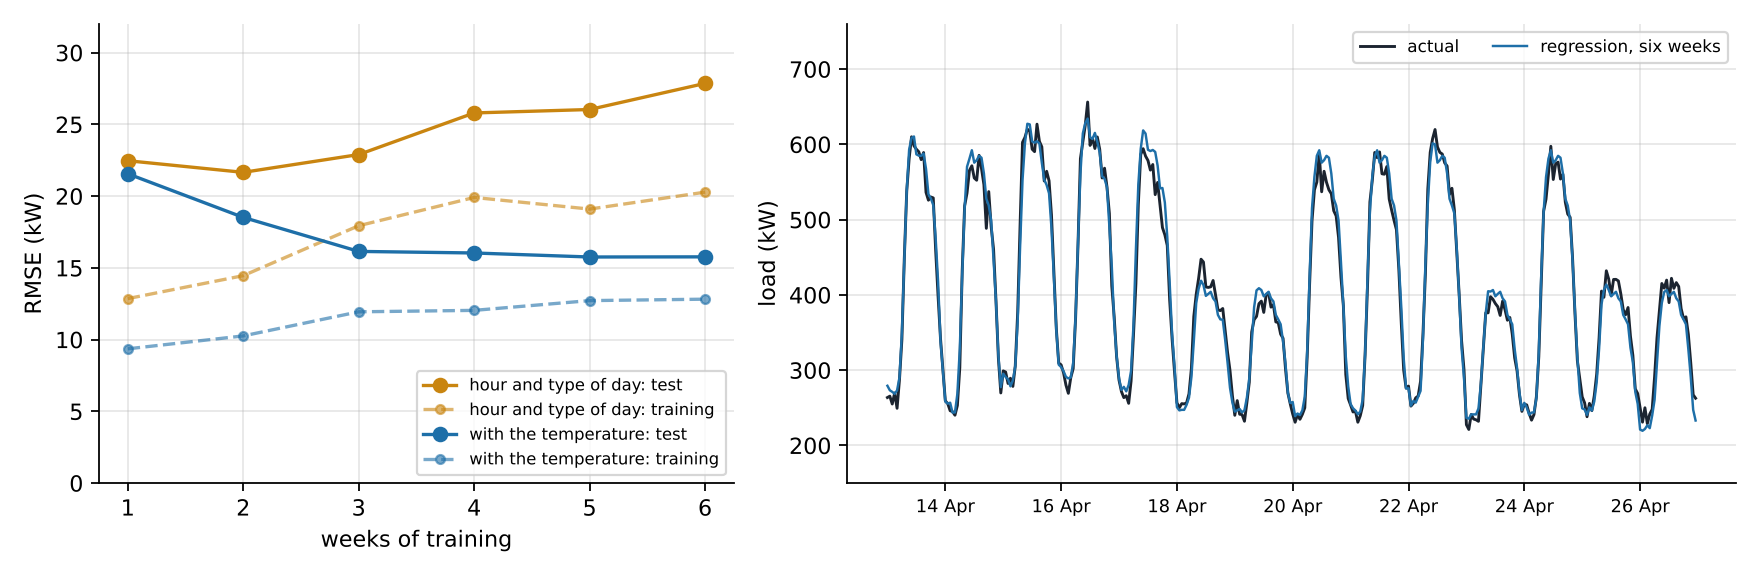 30
25
20
15
10
5
0
RMSE (kW)
hour and type of day: test
hour and type of day: training
with the temperature: test
with the temperature: training
1 2 3 4 5 6
weeks of training
actual regression, six weeks
700
600
500
400
300
200
load (kW)
14 Apr 16 Apr 18 Apr 20 Apr 22 Apr 24 Apr 26 Apr